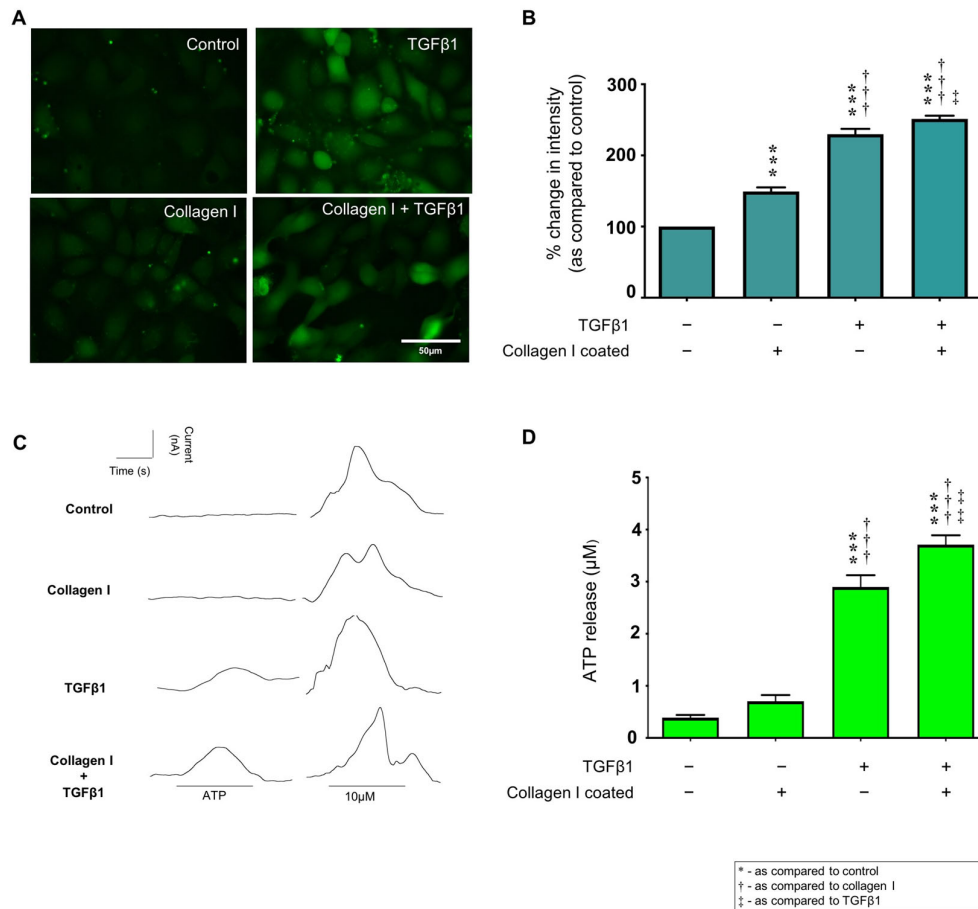 A
Control
TGFβ1
Collagen I
Collagen I + TGFβ1
50μm
B
% change in intensity
(as compared to control)
300
200
100
0
***
***
†††
***
†††
‡
TGFβ1 – – + +
Collagen I coated – + – +
C
Current
(nA)
Time (s)
Control
Collagen I
TGFβ1
Collagen I
+
TGFβ1
ATP
10μM
D
ATP release (μM)
5
4
3
2
1
0
***
†††
***
†††
‡‡‡
TGFβ1 – – + +
Collagen I coated – + – +
* - as compared to control
† - as compared to collagen I
‡ - as compared to TGFβ1